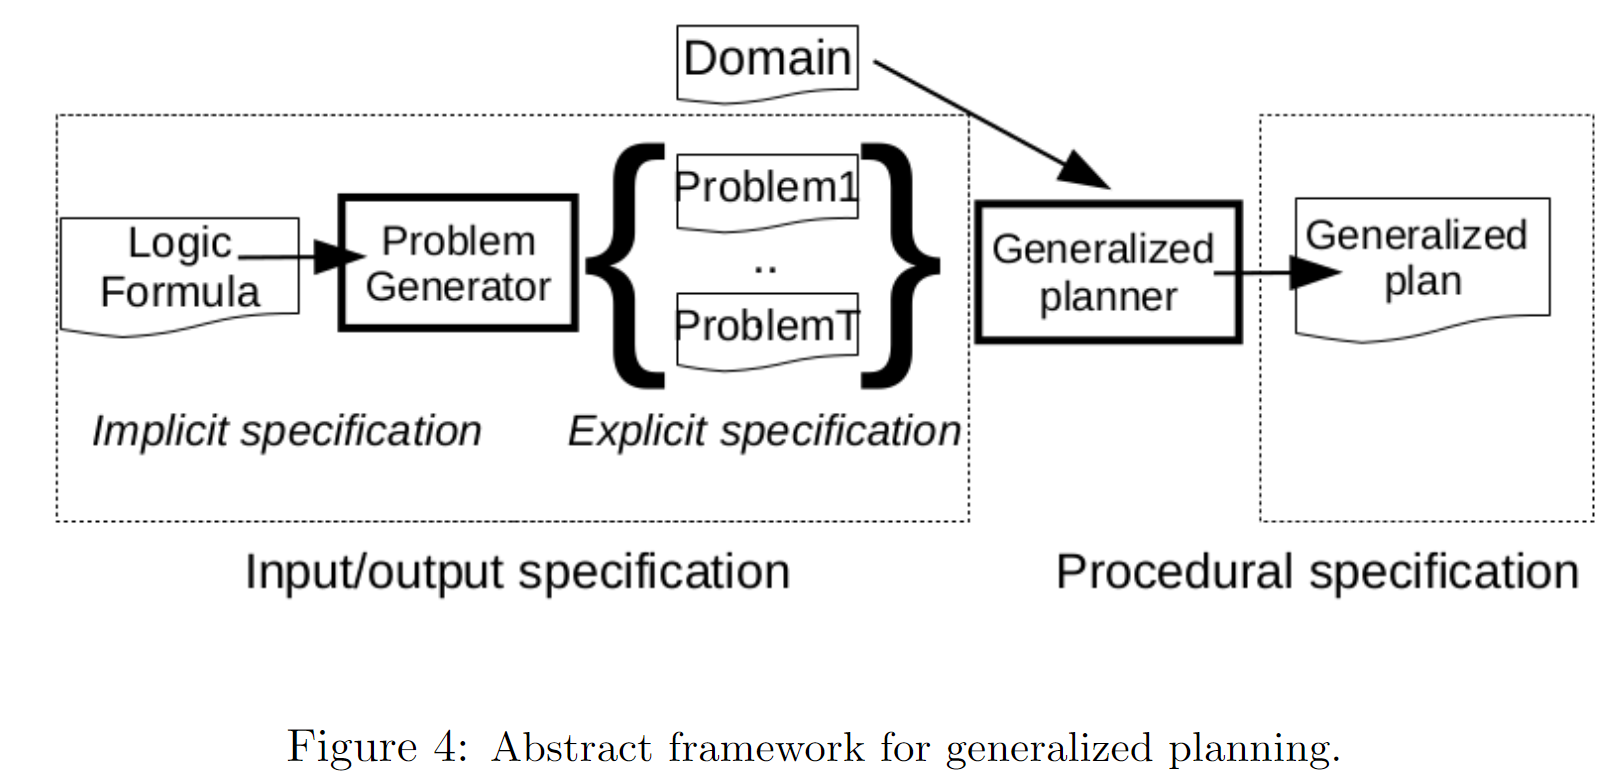 Domain
Logic
Formula
Problem
Generator
{
Problem1
..
ProblemT
}
Generalized
planner
Generalized
plan
Implicit specification
Explicit specification
Input/output specification
Procedural specification
Figure 4: Abstract framework for generalized planning.